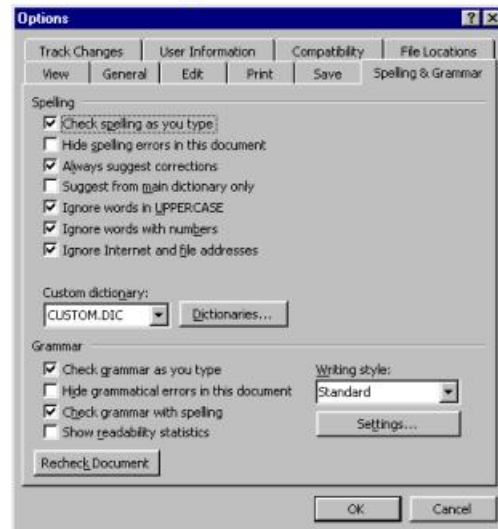 Options
Track Changes User Information Compatibility File Locations
View General Edit Print Save Spelling & Grammar
Spelling
Check spelling as you type
Hide spelling errors in this document
Always suggest corrections
Suggest from main dictionary only
Ignore words in UPPERCASE
Ignore words with numbers
Ignore Internet and file addresses
Custom dictionary:
CUSTOM.DIC Dictionaries...
Grammar
Check grammar as you type
Writing style:
Hide grammatical errors in this document
Standard
Check grammar with spelling
Settings...
Show readability statistics
Recheck Document
OK Cancel